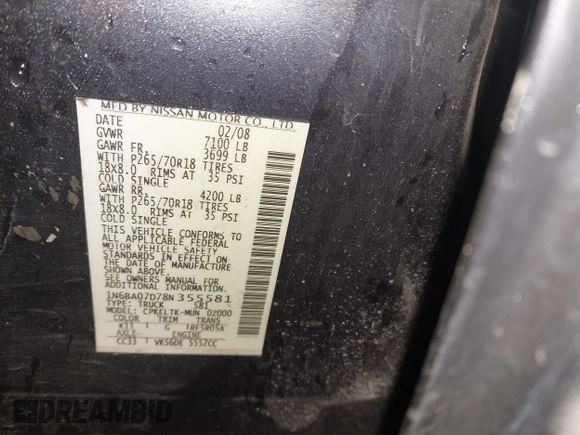 MFD BY NISSAN MOTOR CO., LTD.
DATE 02/08
GVWR 7100 LB
GAWR FR. 3699 LB
WITH P265/70R18 TIRES
18X8.0 RIMS AT 35 PSI
COLD SINGLE
GAWR RR 4200 LB
WITH P265/70R18 TIRES
18X8.0 RIMS AT 35 PSI
COLD SINGLE
THIS VEHICLE CONFORMS TO
ALL APPLICABLE FEDERAL
MOTOR VEHICLE SAFETY
STANDARDS IN EFFECT ON
THE DATE OF MANUFACTURE
SHOWN ABOVE.
SEE OWNERS MANUAL FOR
ADDITIONAL INFORMATION
1N6BA07D78N355581
TYPE: TRUCK 581
MODEL: CPKELTK-MUN 02000
COLOR TRIM TRANS
K11 G TRE5R05A
AXLE ENGINE
CC33 VK56DE 5552CC
DREAMBID